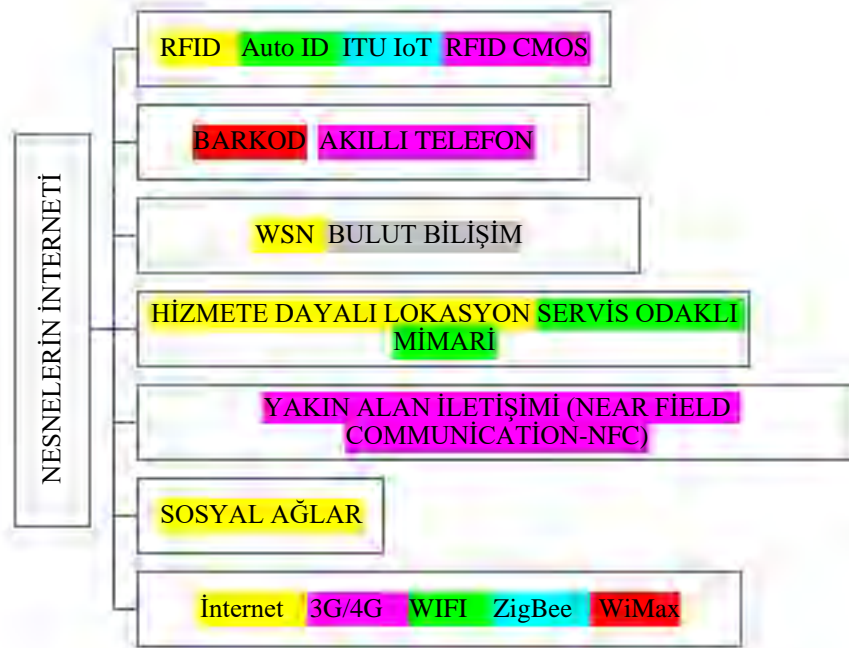 NESNELERİN İNTERNETİ
RFID Auto ID ITU IoT RFID CMOS
BARKOD AKILLI TELEFON
WSN BULUT BİLİŞİM
HİZMETE DAYALI LOKASYON SERVİS ODAKLI
MİMARİ
YAKIN ALAN İLETİŞİMİ (NEAR FİELD
COMMUNİCATİON-NFC)
SOSYAL AĞLAR
İnternet 3G/4G WIFI ZigBee WiMax